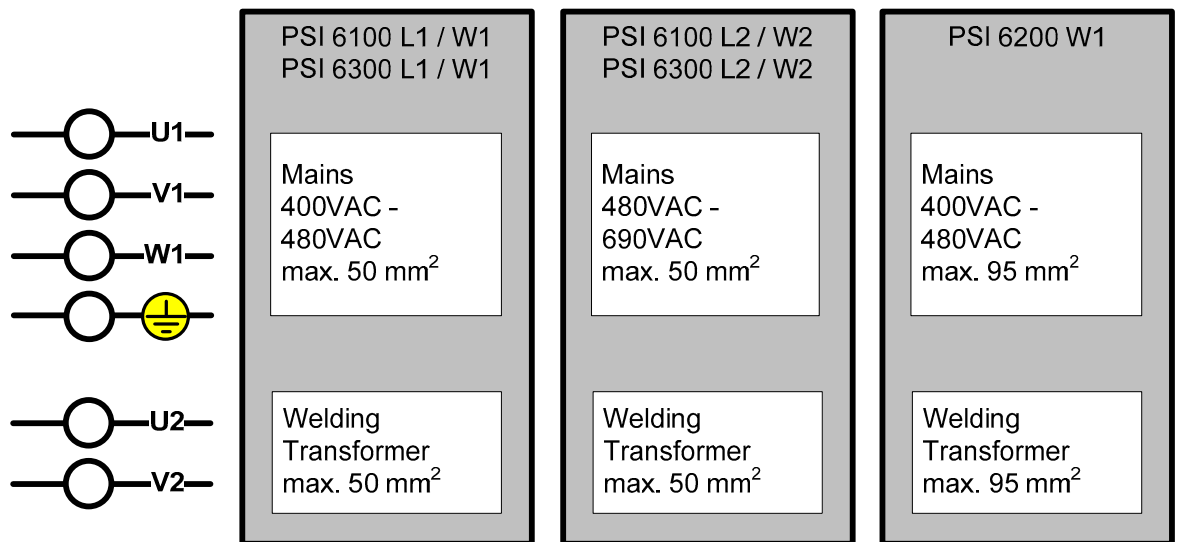 U1
V1
W1
U2
V2
PSI 6100 L1 / W1
PSI 6300 L1 / W1
Mains
400VAC -
480VAC
max. 50 mm²
Welding
Transformer
max. 50 mm²
PSI 6100 L2 / W2
PSI 6300 L2 / W2
Mains
480VAC -
690VAC
max. 50 mm²
Welding
Transformer
max. 50 mm²
PSI 6200 W1
Mains
400VAC -
480VAC
max. 95 mm²
Welding
Transformer
max. 95 mm²